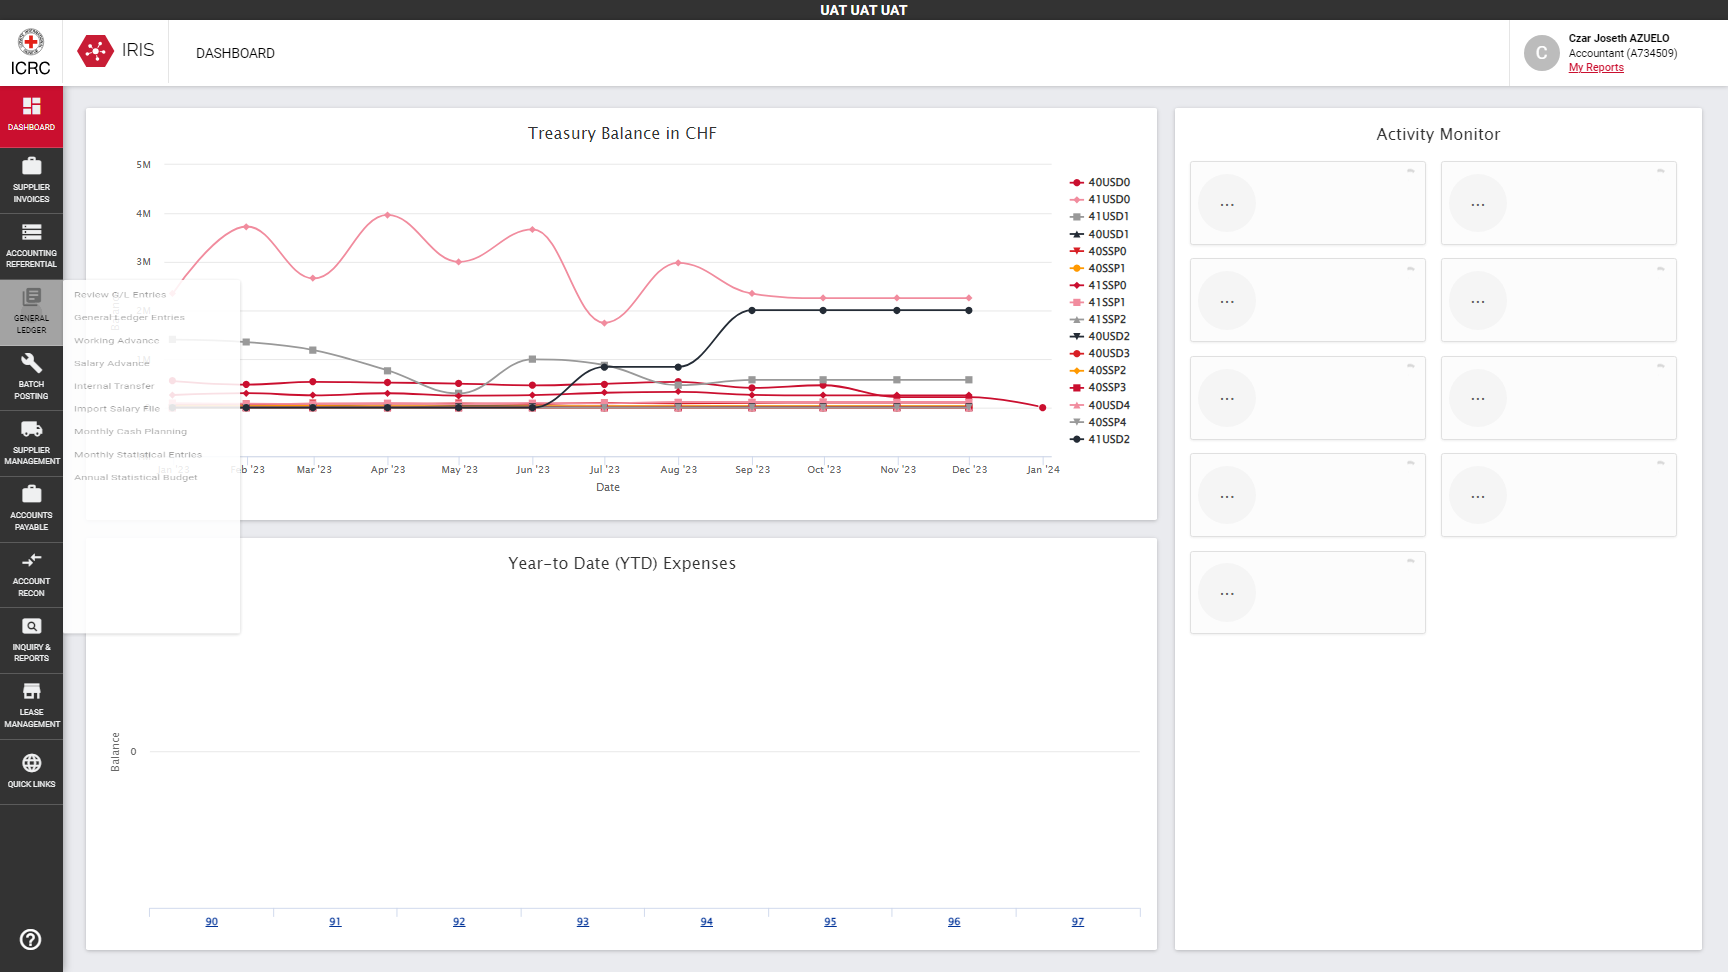 UAT UAT UAT
ICRC
IRIS
DASHBOARD
C
Czar Joseth AZUELO
Accountant (A734509)
My Reports
DASHBOARD
SUPPLIER
INVOICES
ACCOUNTING
REFERENTIAL
GENERAL
LEDGER
BATCH
POSTING
SUPPLIER
MANAGEMENT
ACCOUNTS
PAYABLE
ACCOUNT
RECON
INQUIRY &
REPORTS
LEASE
MANAGEMENT
QUICK LINKS
Review G/L Entries
General Ledger Entries
Working Advance
Salary Advance
Internal Transfer
Import Salary File
Monthly Cash Planning
Monthly Statistical Entries
Annual Statistical Budget
Treasury Balance in CHF
5M
4M
3M
2M
1M
Jan '23
Feb '23
Mar '23
Apr '23
May '23
Jun '23
Jul '23
Aug '23
Sep '23
Oct '23
Nov '23
Dec '23
Jan '24
Date
40USD0
41USD0
41USD1
40USD1
40SSP0
40SSP1
41SSP0
41SSP1
41SSP2
40USD2
40USD3
40SSP2
40SSP3
40USD4
40SSP4
41USD2
Year-to Date (YTD) Expenses
Balance
0
90
91
92
93
94
95
96
97
Activity Monitor
...
...
...
...
...
...
...
...
...